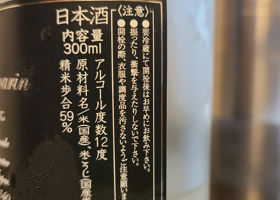 〈注意〉
●要冷蔵にて開栓後はお早めにお飲み下さい。
●振ったり、衝撃を与えたりしないで下さい。
●開栓の際、衣服や調度品を汚さないようご注意願いま
日本酒
内容量
300ml
アルコール度数12度
原材料名/米(国産)、米こうじ(国産
精米歩合59%